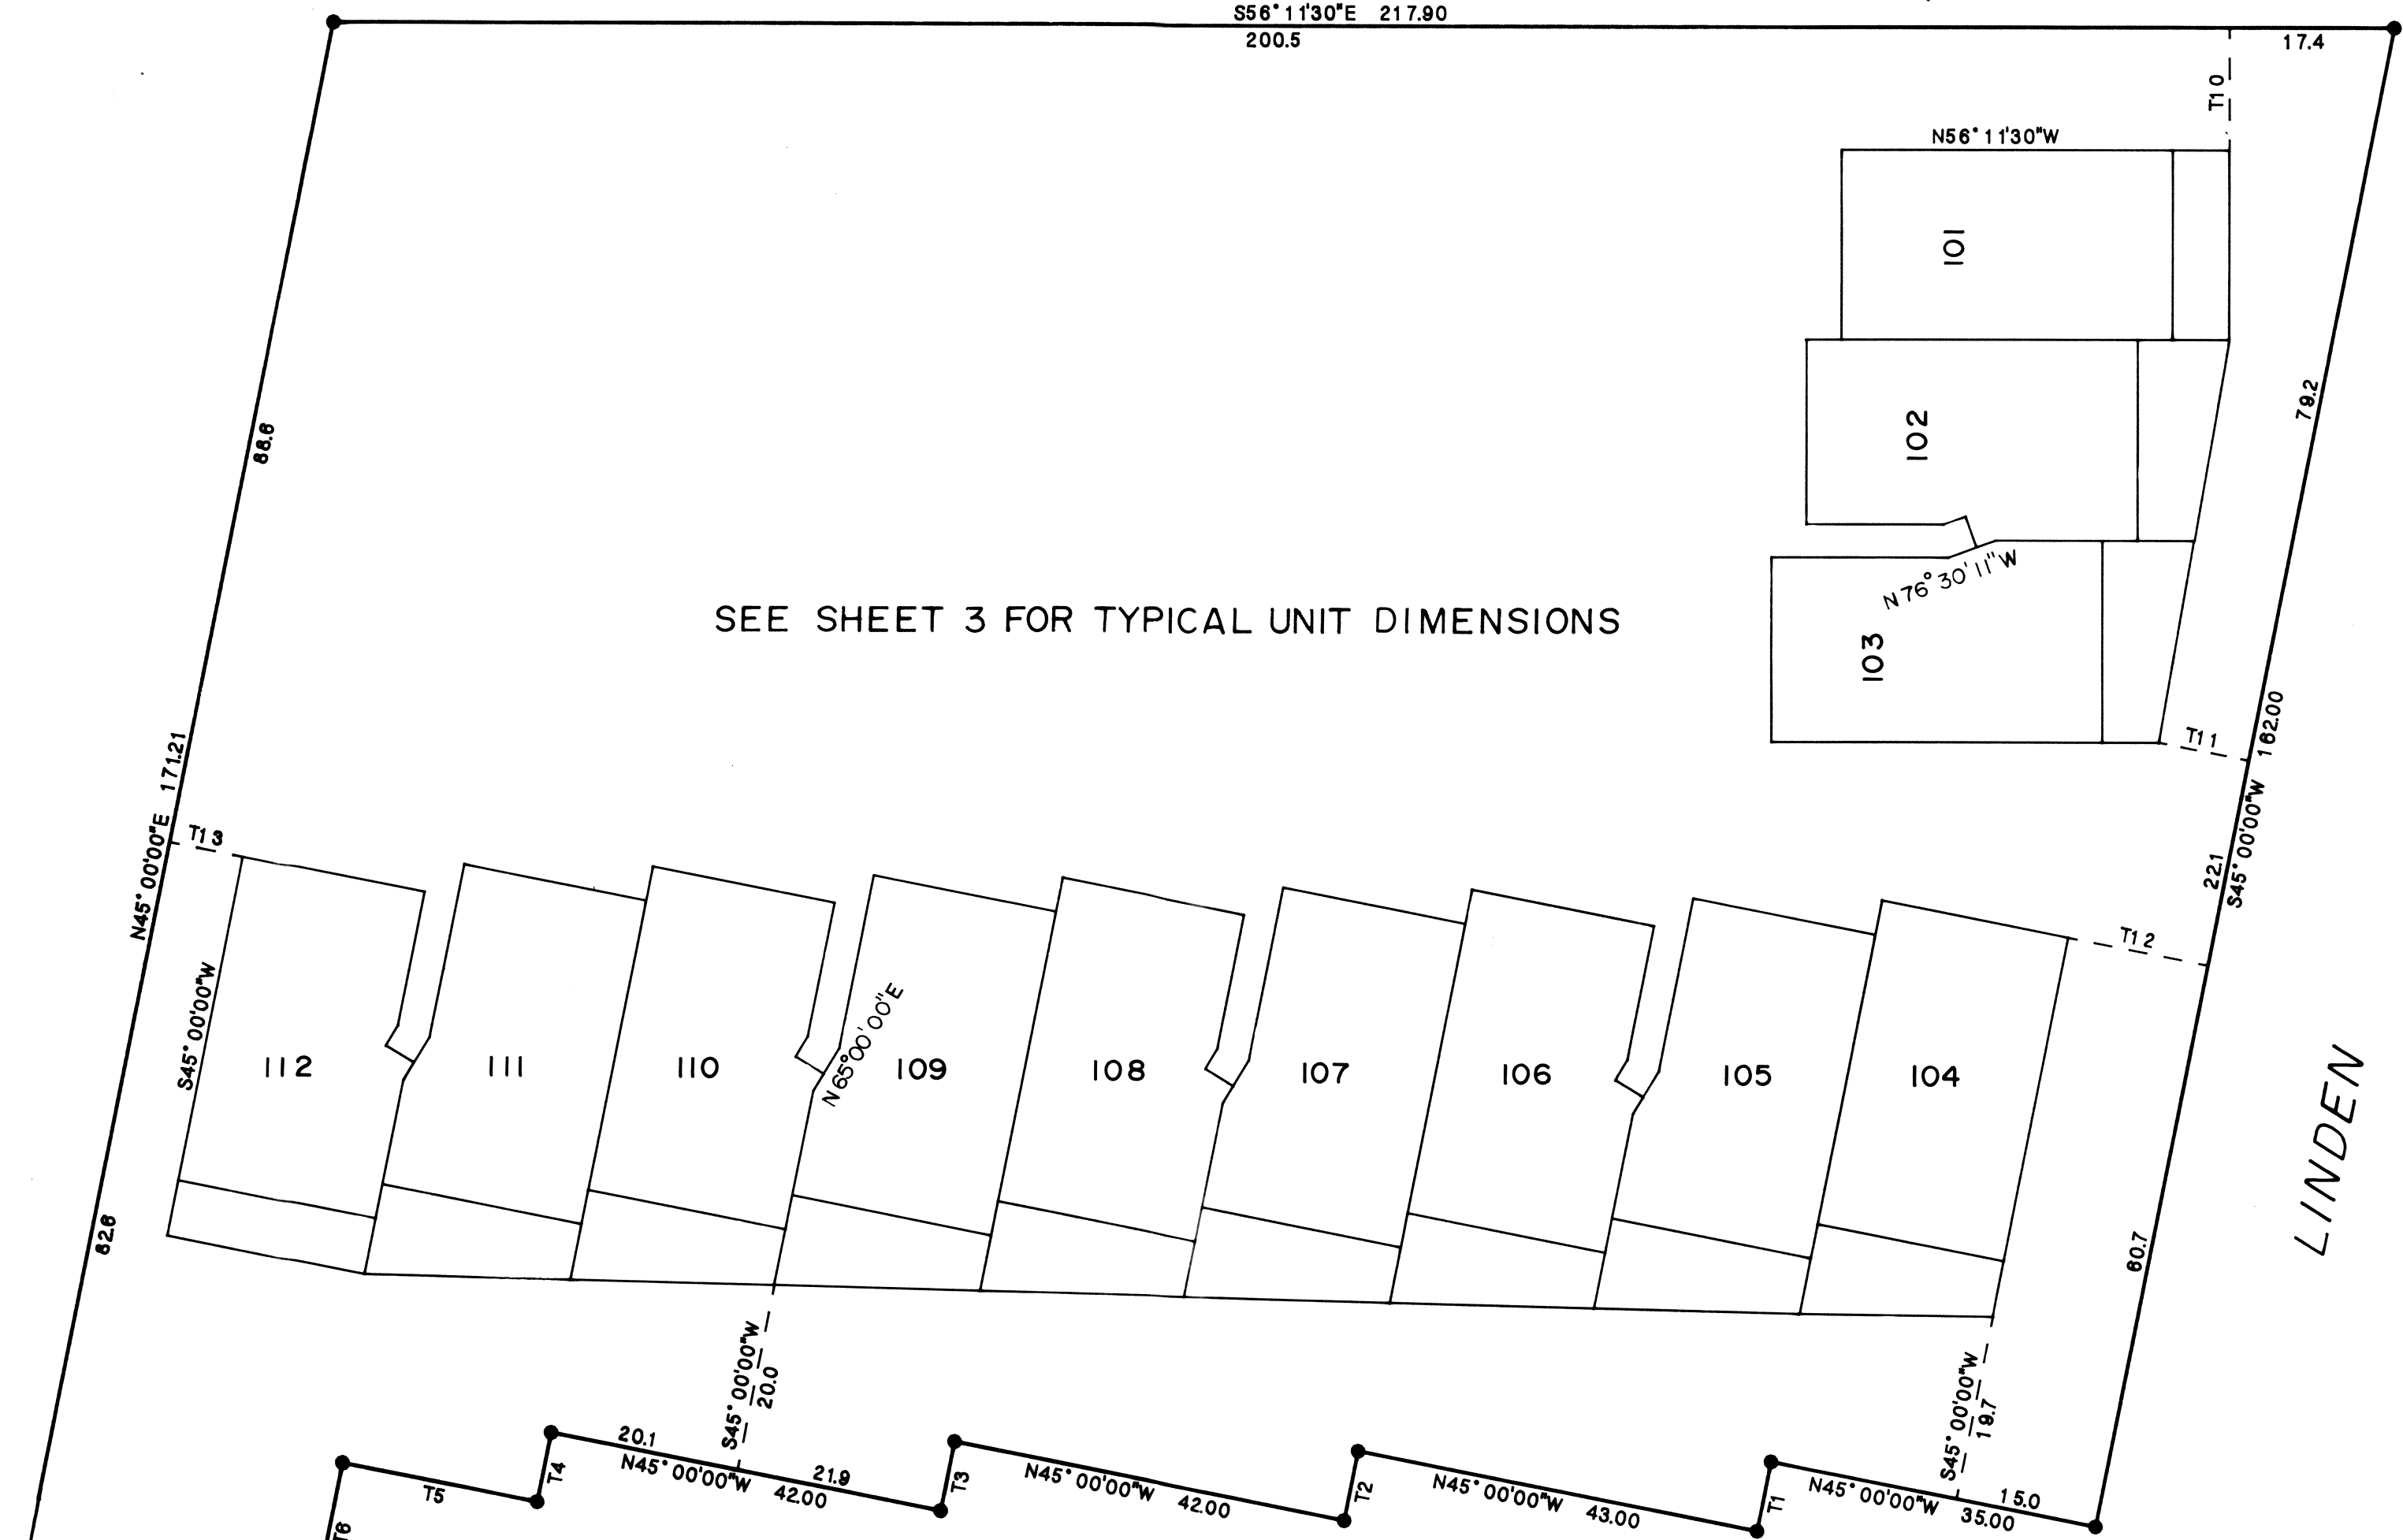 S56°11'30"E 217.90
200.5
17.4
T10
N56°11'30"W
101
102
79.2
88.6
N76°30'11"W
SEE SHEET 3 FOR TYPICAL UNIT DIMENSIONS
103
T11
S45°00'00"W 162.00
N45°00'00"E 171.21
T13
22.1
T12
S45°00'00"W
N65°00'00"E
112
111
110
109
108
107
106
105
104
LINDEN
82.6
60.7
S45°00'00"W
20.0
S45°00'00"W
19.7
20.1
21.9
N45°00'00"W 42.00
T5
T4
T3
N45°00'00"W 42.00
T2
N45°00'00"W 43.00
T1
15.0
N45°00'00"W 35.00
T6